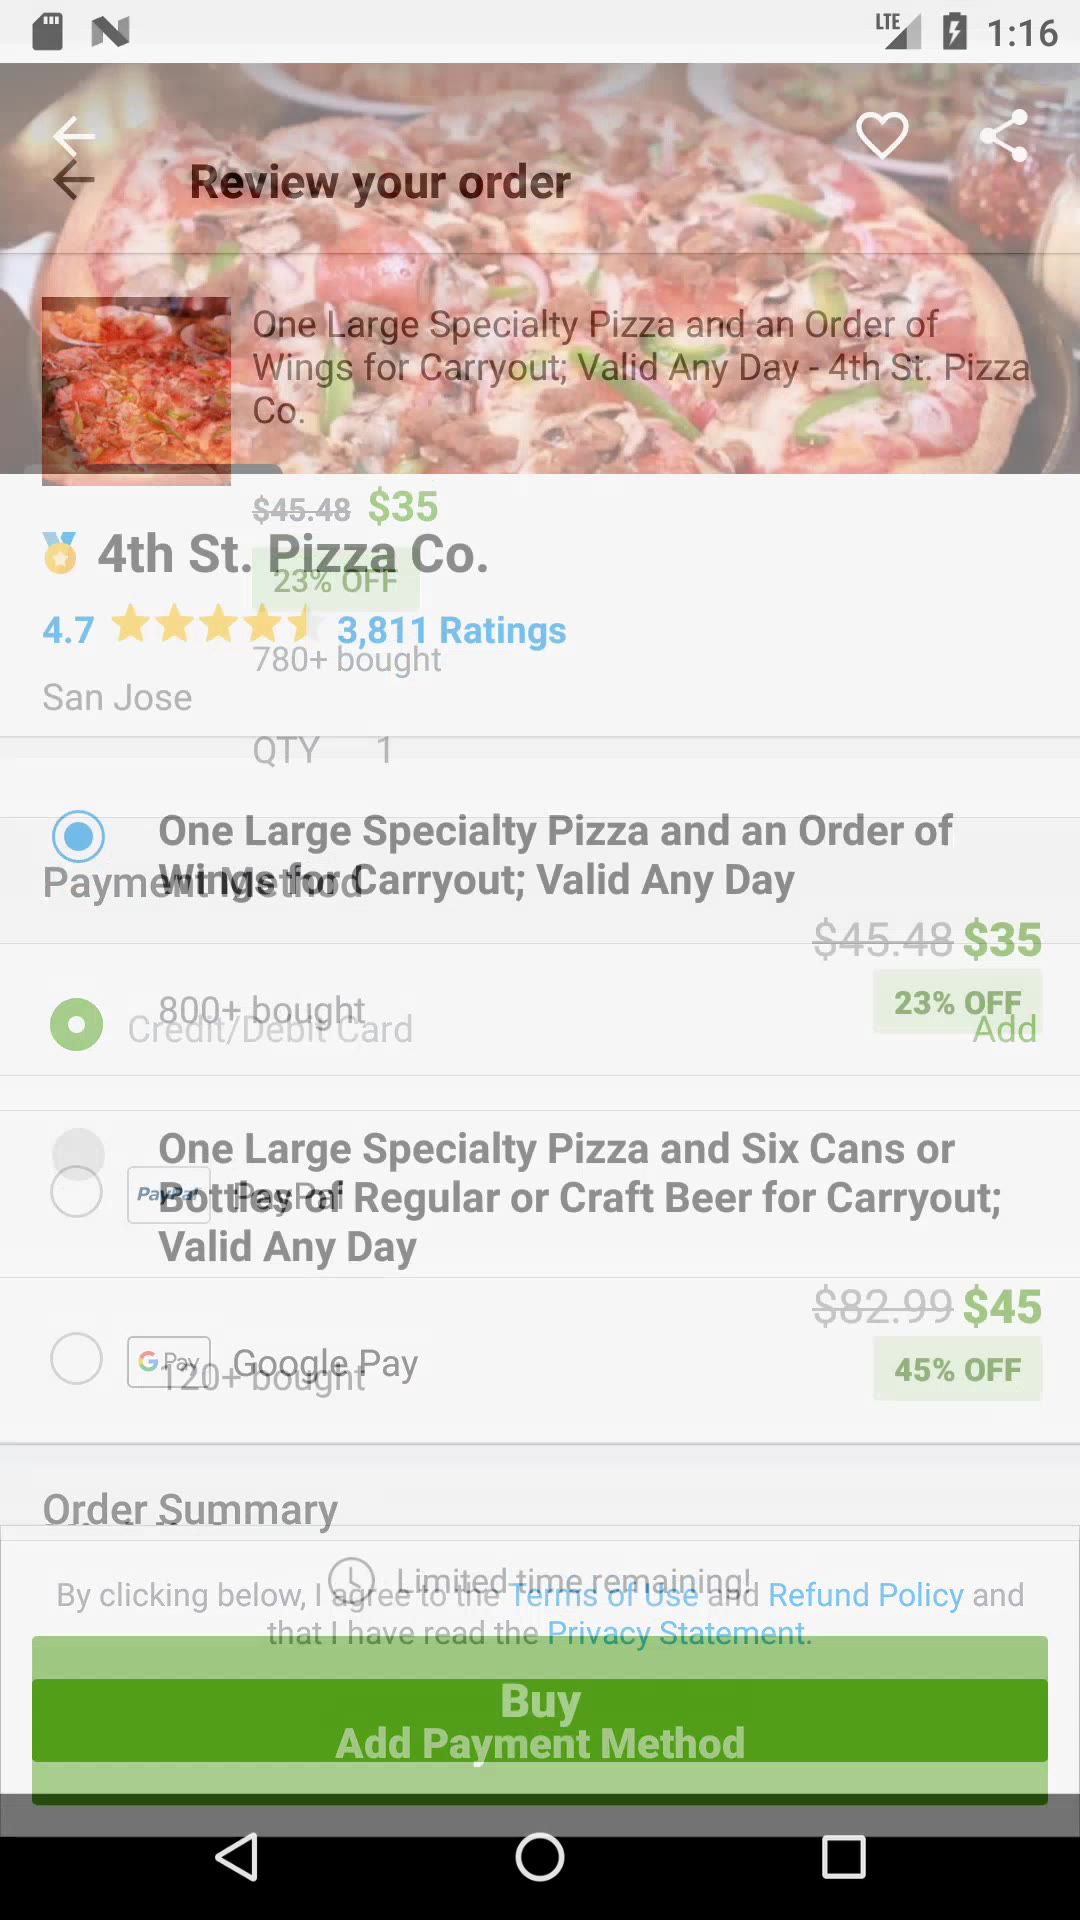 LTE 1:16
Review your order
One Large Specialty Pizza and an Order of
Wings for Carryout; Valid Any Day - 4th St. Pizza
Co.
$45.48 $35
4th St. Pizza Co.
23% OFF
4.7 3,811 Ratings
780+ bought
San Jose
QTY 1
One Large Specialty Pizza and an Order of
Wings for Carryout; Valid Any Day
Payment Method
$45.48 $35
23% OFF
800+ bought
Credit/Debit Card Add
One Large Specialty Pizza and Six Cans or
Bottles of Regular or Craft Beer for Carryout;
Valid Any Day
PayPal PayPal
$82.99 $45
45% OFF
G Pay Google Pay
120+ bought
Order Summary
Limited time remaining!
By clicking below, I agree to the Terms of Use and Refund Policy and
that I have read the Privacy Statement.
Buy
Add Payment Method